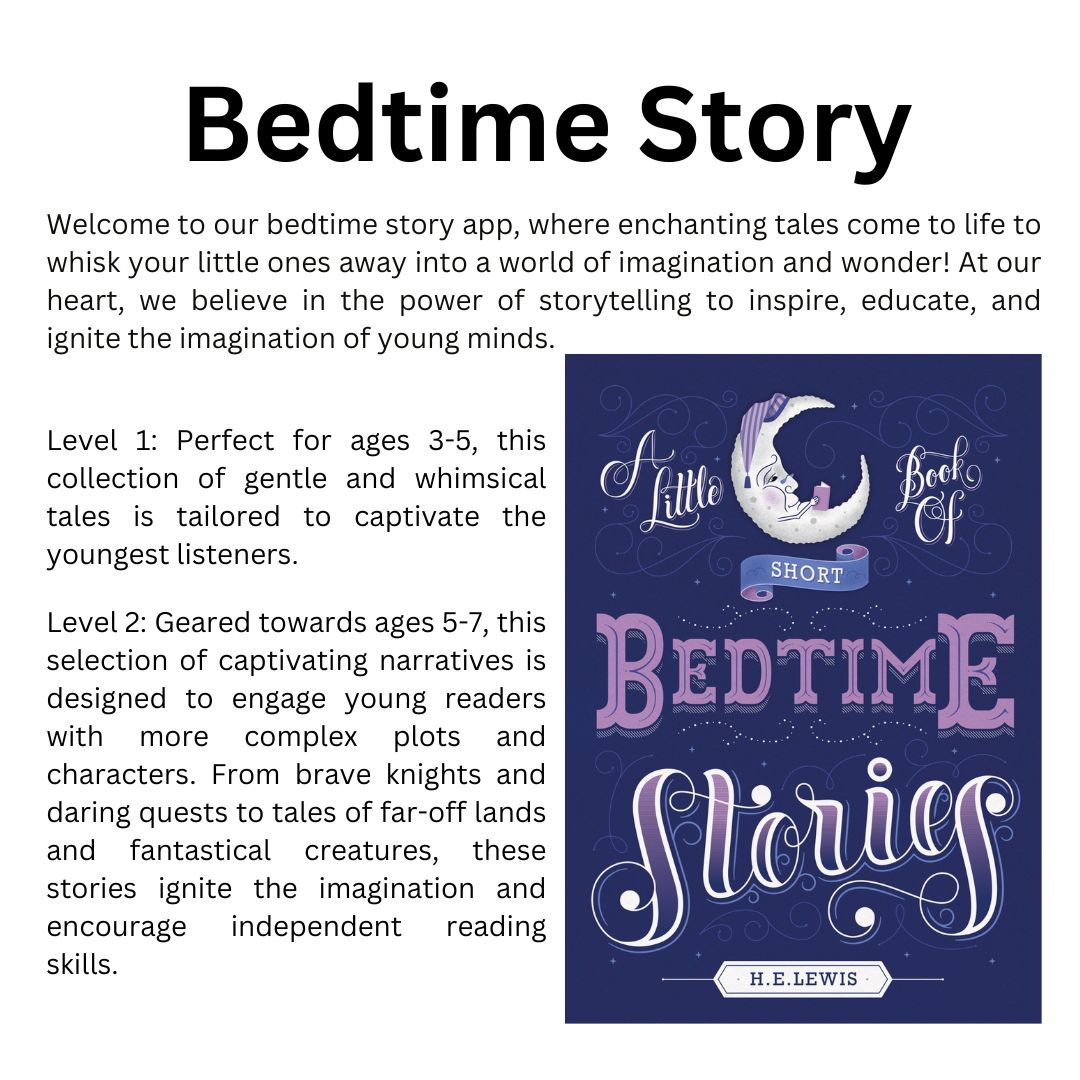 Bedtime Story
Welcome to our bedtime story app, where enchanting tales come to life to
whisk your little ones away into a world of imagination and wonder! At our
heart, we believe in the power of storytelling to inspire, educate, and
ignite the imagination of young minds.
Level 1: Perfect for ages 3-5, this
collection of gentle and whimsical
tales is tailored to captivate the
youngest listeners.
Level 2: Geared towards ages 5-7, this
selection of captivating narratives is
designed to engage young readers
with more complex plots and
characters. From brave knights and
daring quests to tales of far-off lands
and fantastical creatures, these
stories ignite the imagination and
encourage independent reading
skills.
A Little
Book Of
SHORT
BEDTIME
Stories
H.E.LEWIS